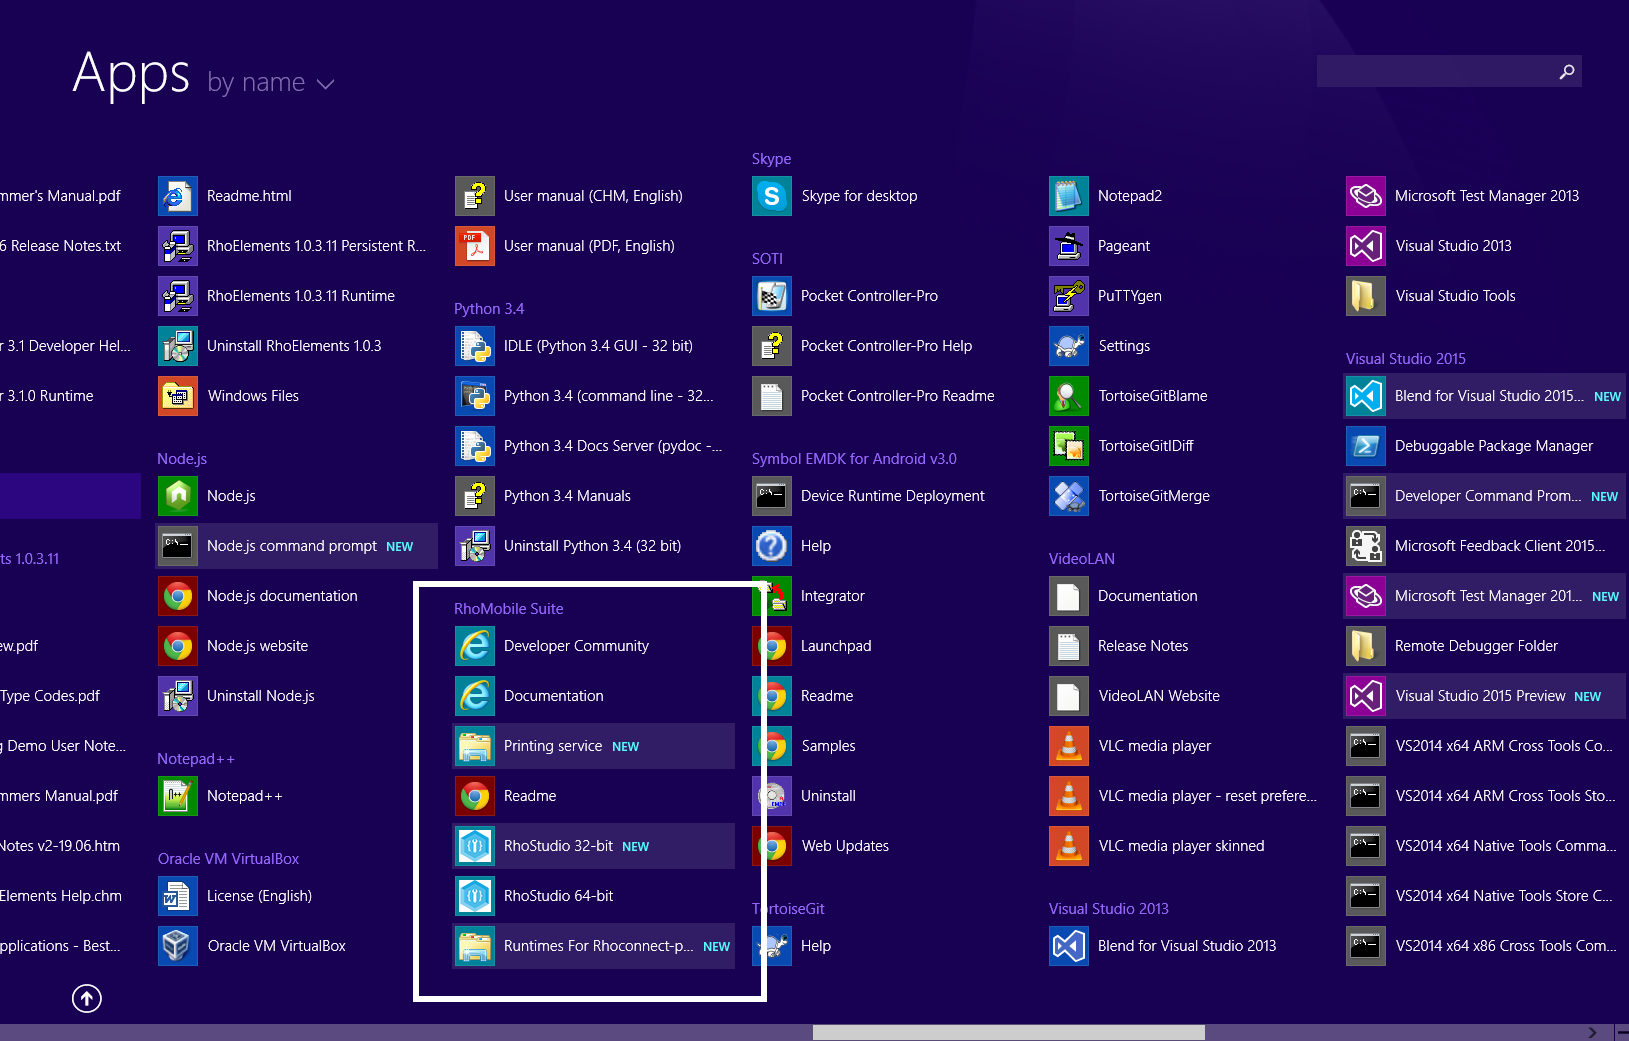 Apps by name
mmer's Manual.pdf
6 Release Notes.txt
r 3.1 Developer Hel...
r 3.1.0 Runtime
ts 1.0.3.11
ew.pdf
Type Codes.pdf
g Demo User Note...
mmers Manual.pdf
Notes v2-19.06.htm
Elements Help.chm
pplications - Best...
Readme.html
RhoElements 1.0.3.11 Persistent R...
RhoElements 1.0.3.11 Runtime
Uninstall RhoElements 1.0.3
Windows Files
Node.js
Node.js
Node.js command prompt NEW
Node.js documentation
Node.js website
Uninstall Node.js
Notepad++
Notepad++
Oracle VM VirtualBox
License (English)
Oracle VM VirtualBox
User manual (CHM, English)
User manual (PDF, English)
Python 3.4
IDLE (Python 3.4 GUI - 32 bit)
Python 3.4 (command line - 32...
Python 3.4 Docs Server (pydoc -...
Python 3.4 Manuals
Uninstall Python 3.4 (32 bit)
RhoMobile Suite
Developer Community
Documentation
Printing service NEW
Readme
RhoStudio 32-bit NEW
RhoStudio 64-bit
Runtimes For Rhoconnect-p... NEW
Skype
Skype for desktop
SOTI
Pocket Controller-Pro
Pocket Controller-Pro Help
Pocket Controller-Pro Readme
Symbol EMDK for Android v3.0
Device Runtime Deployment
Help
Integrator
Launchpad
Readme
Samples
Uninstall
Web Updates
TortoiseGit
Help
Notepad2
Pageant
PuTTYgen
Settings
TortoiseGitBlame
TortoiseGitIDiff
TortoiseGitMerge
VideoLAN
Documentation
Release Notes
VideoLAN Website
VLC media player
VLC media player - reset prefere...
VLC media player skinned
Visual Studio 2013
Blend for Visual Studio 2013
Microsoft Test Manager 2013
Visual Studio 2013
Visual Studio Tools
Visual Studio 2015
Blend for Visual Studio 2015... NEW
Debuggable Package Manager
Developer Command Prom... NEW
Microsoft Feedback Client 2015...
Microsoft Test Manager 201... NEW
Remote Debugger Folder
Visual Studio 2015 Preview NEW
VS2014 x64 ARM Cross Tools Co...
VS2014 x64 ARM Cross Tools Sto...
VS2014 x64 Native Tools Comma...
VS2014 x64 Native Tools Store C...
VS2014 x64 x86 Cross Tools Com...